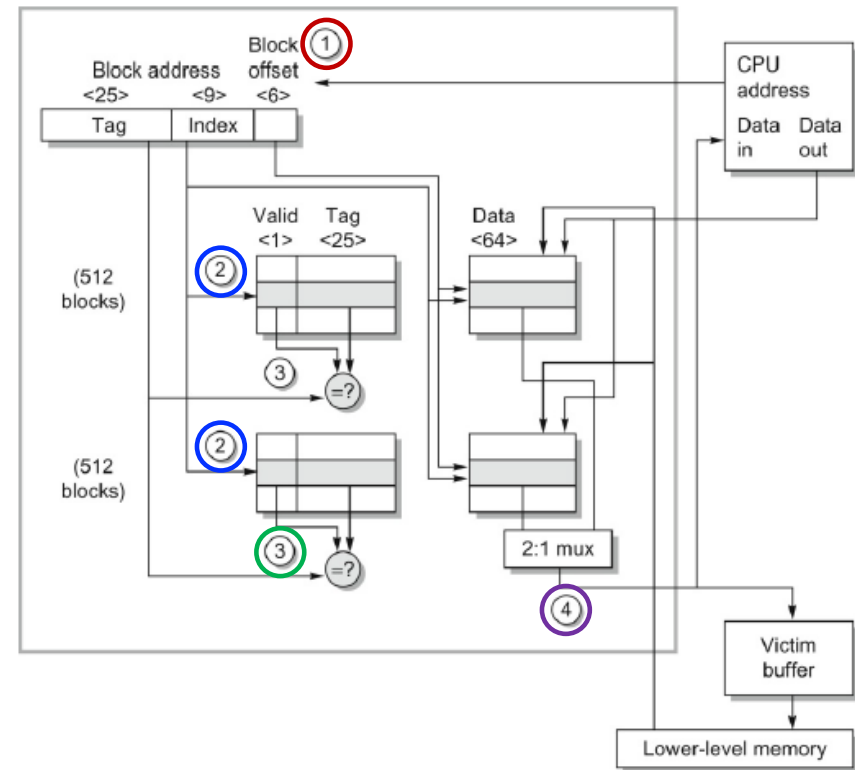 Block 1
Block address offset
<25> <9> <6>
Tag Index
CPU
address
Data Data
in out
Valid Tag Data
<1> <25> <64>
(512
blocks)
2
3
=?
(512
blocks)
2
3
=?
2:1 mux
4
Victim
buffer
Lower-level memory